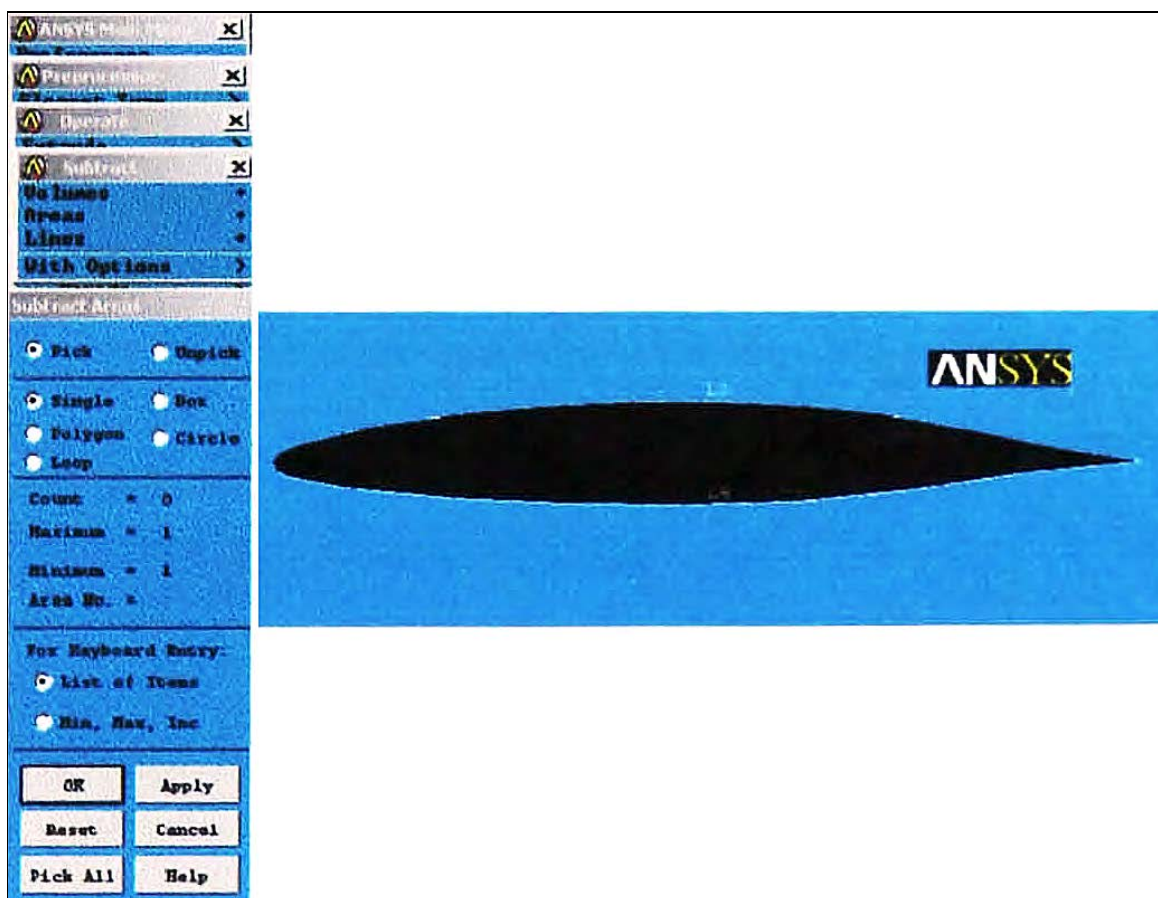 ANSYS
Preprocessor
Operate
Subtract
Volumes
Areas
Lines
With Options >
Subtract Areas
Pick Unpick
Single Box
Polygon Circle
Loop
Count = 0
Maximum = 1
Minimum = 1
Area No. =
For Keyboard Entry:
List of Items
Min, Max, Inc
OK Apply
Reset Cancel
Pick All Help
ANSYS